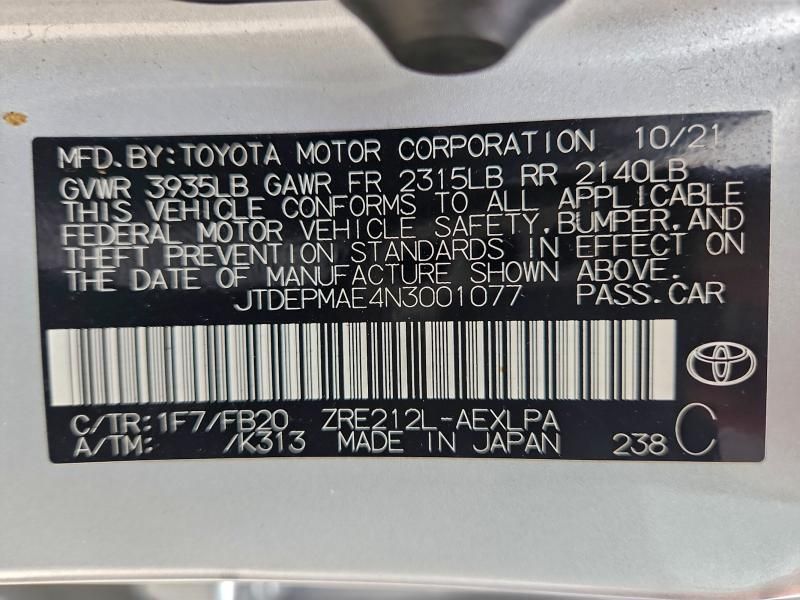 MFD. BY: TOYOTA MOTOR CORPORATION 10/21
GVWR 3935LB GAWR FR 2315LB RR 2140LB
THIS VEHICLE CONFORMS TO ALL APPLICABLE
FEDERAL MOTOR VEHICLE SAFETY, BUMPER, AND
THEFT PREVENTION STANDARDS IN EFFECT ON
THE DATE OF MANUFACTURE SHOWN ABOVE.
JTDEPMAE4N3001077 PASS. CAR
C/TR: 1F7/FB20 ZRE212L-AEXLPA
A/TM: /K313 MADE IN JAPAN 238 C